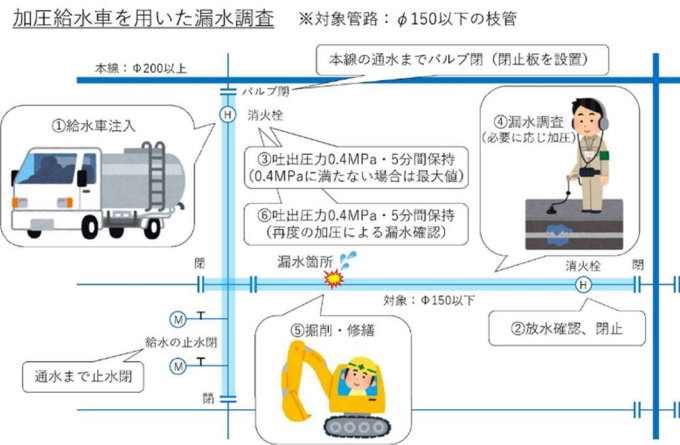 加圧給水車を用いた漏水調査 ※対象管路：φ150以下の枝管
本線：Φ200以上
本線の通水までバルブ閉（閉止板を設置）
バルブ閉
H
消火栓
①給水車注入
③吐出圧力0.4MPa・5分間保持
（0.4MPaに満たない場合は最大値）
④漏水調査
（必要に応じ加圧）
⑥吐出圧力0.4MPa・5分間保持
（再度の加圧による漏水確認）
閉
漏水箇所
消火栓
閉
H
対象：Φ150以下
M
給水の止水閉
M
⑤掘削・修繕
②放水確認、閉止
通水まで止水閉
閉